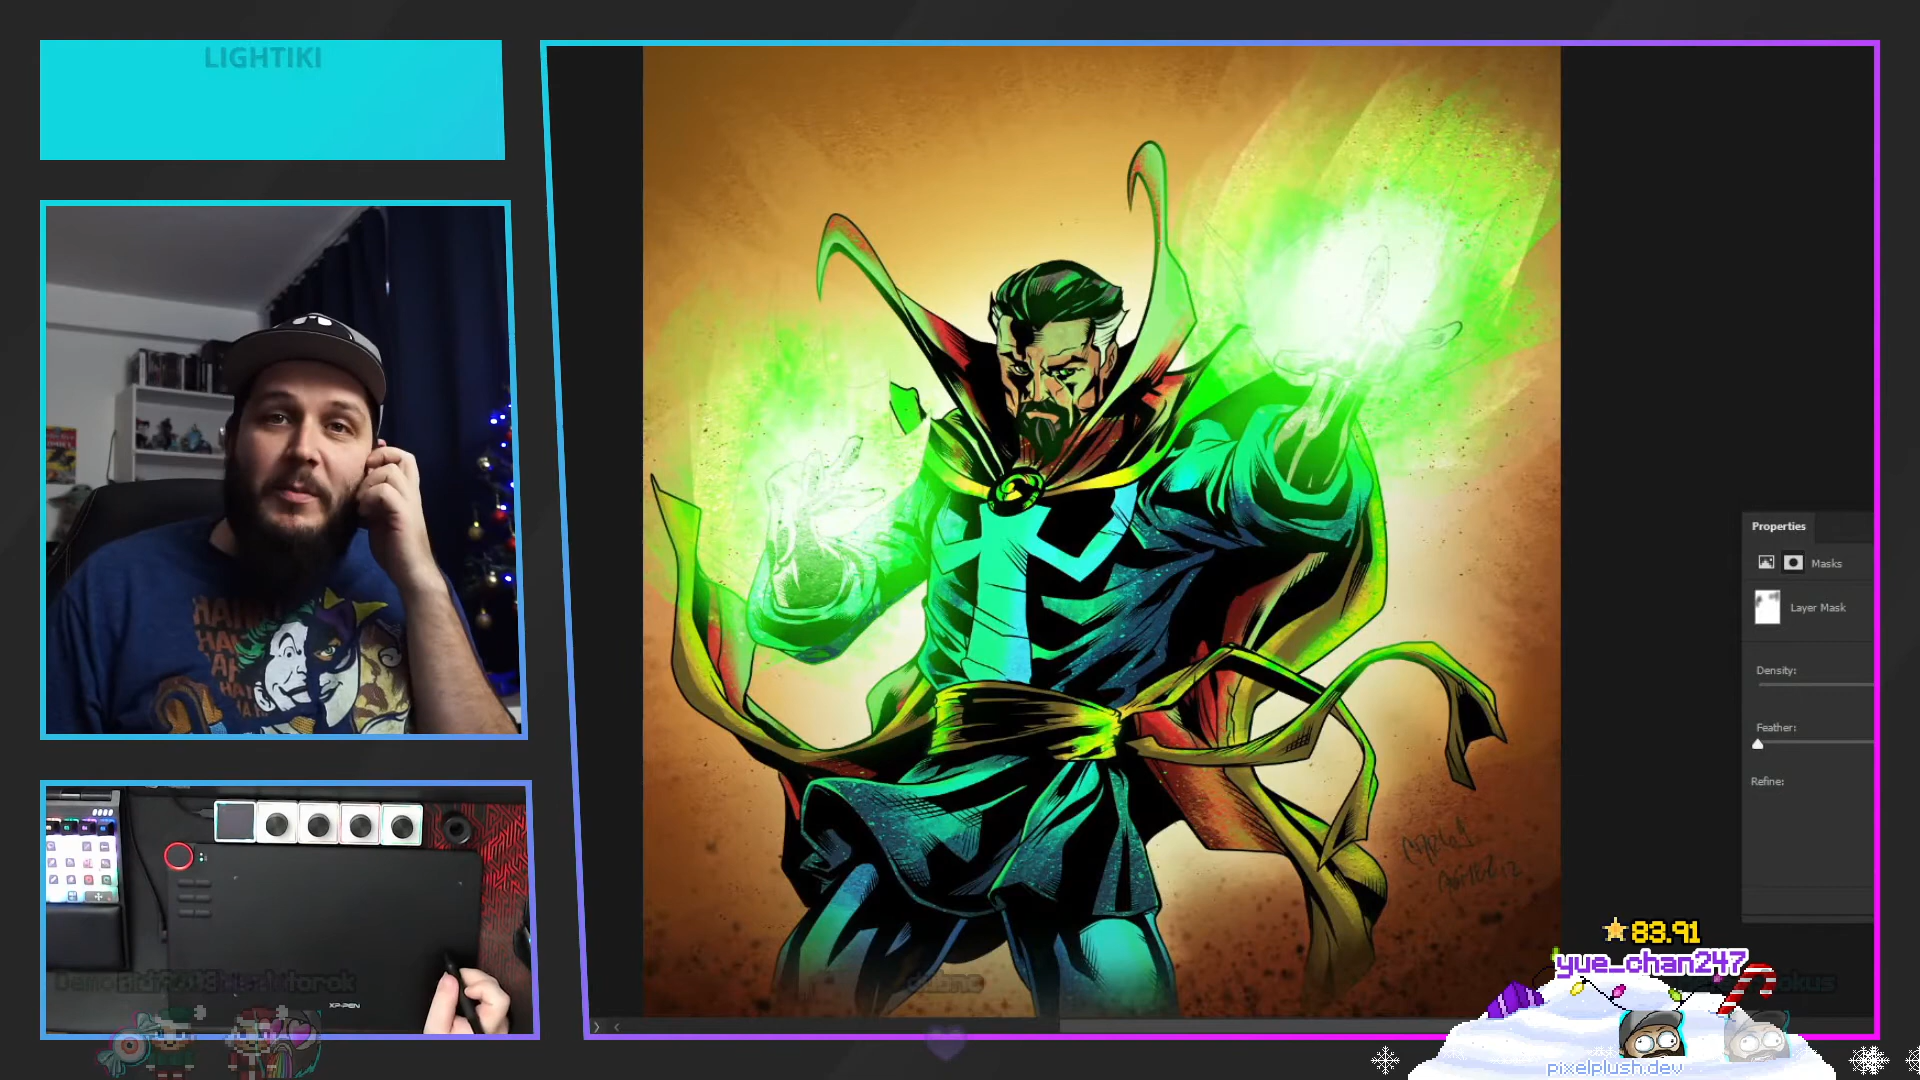 LIGHTIKI
Properties
Masks
Layer Mask
Density:
Feather:
Refine:
XP-PEN
83.91
yue_chan247
pixelplush.dev